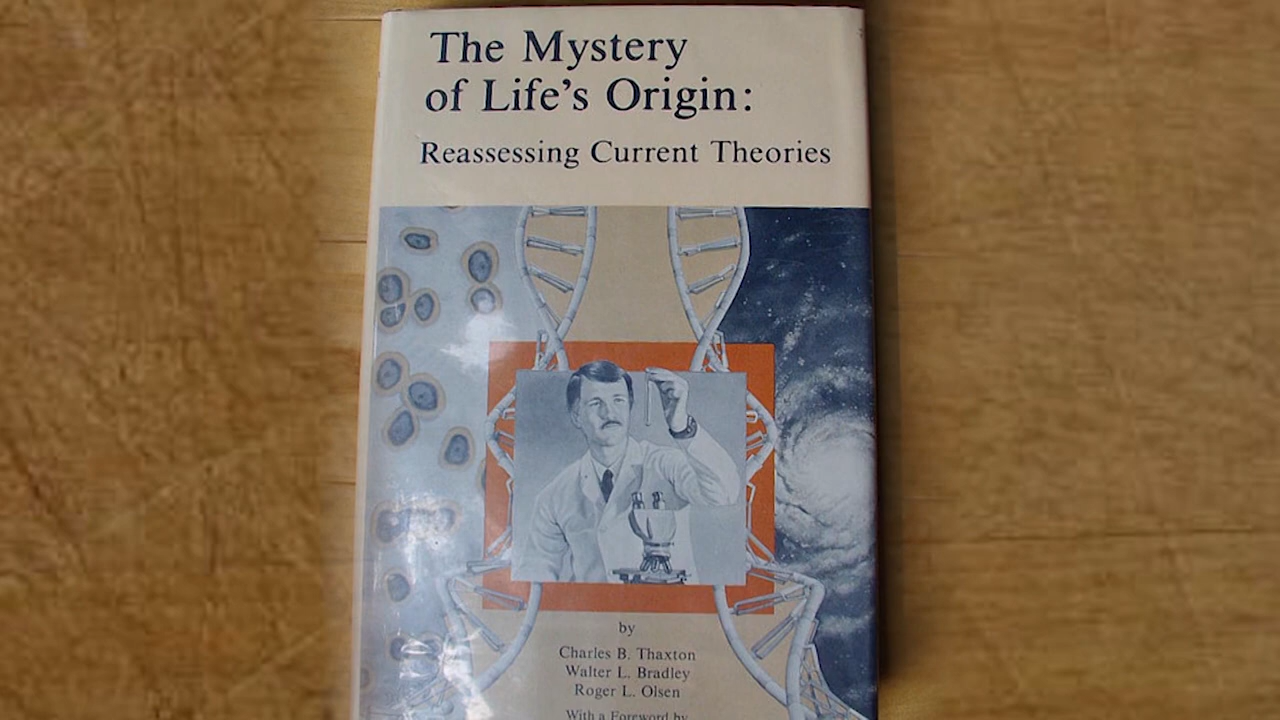 The Mystery
of Life's Origin:
Reassessing Current Theories
by
Charles B. Thaxton
Walter L. Bradley
Roger L. Olsen
With a Foreword by